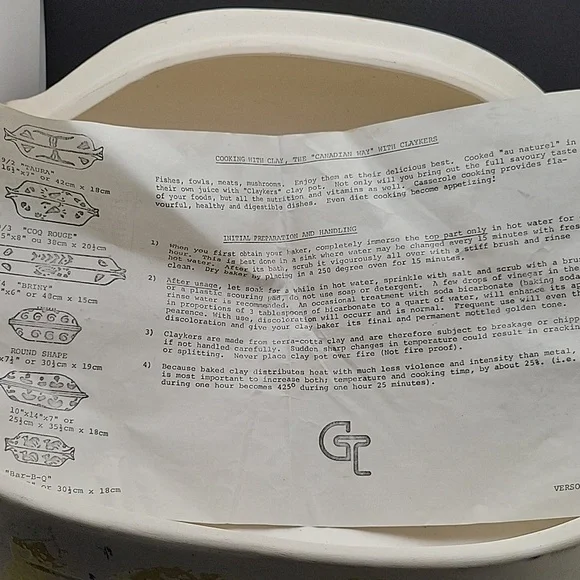 COOKING WITH CLAY, THE "CANADIAN WAY" WITH CLAYKERS
Fishes, fowls, meats, mushrooms. Enjoy them at their delicious best. Cooked "au naturel" in
their own juice with "Claykers" clay pot. Not only will you bring out the full savoury taste
of your foods, but all the nutrition and vitamins as well. Casserole cooking provides fla-
vourful, healthy and digestible dishes. Even diet cooking become appetizing!
INITIAL PREPARATION AND HANDLING
1) When you first obtain your baker, completely immerse the top part only in hot water for
hour. This is best done in a sink where water may be changed every 15 minutes with fres
hot water. After its bath, scrub it vigorously all over with a stiff brush and rinse
clean. Dry baker by placing in a 250 degree oven for 15 minutes.
2) After usage, let soak for a while in hot water, sprinkle with salt and scrub with a brus
or a plastic scouring pad, do not use soap or detergent. A few drops of vinegar in the
rinse water is recommended. An occasional treatment with soda bicarbonate (baking soda
in proportions of 3 tablespoons of bicarbonate to a quart of water, will enhance its ap
pearence. With use, discoloration will occur and is normal. Frequent use will even t
discoloration and give your clay baker its final and permanent mottled golden tone.
3) Claykers are made from terra-cotta clay and are therefore subject to breakage or chipp
if not handled carefully. Sudden sharp changes in temperature could result in crackin
or splitting. Never place clay pot over fire (Not fire proof).
4) Because baked clay distributes heat with much less violence and intensity than metal,
is most important to increase both; temperature and cooking time, by about 25%. (i.e.
during one hour becomes 425° during one hour 25 minutes).
9/2 "TAURA"
16½"x7" or 42cm x 18cm
/3 "COQ ROUGE"
5"x8" ou 38cm x 20½cm
4 "BRINY"
"x6" or 48cm x 15cm
ROUND SHAPE
x7½" or 30½cm x 19cm
10"x14"x7" or
25½cm x 35½cm x 18cm
"Bar-B-Q"
" or 30½cm x 18cm
GL
VERSO